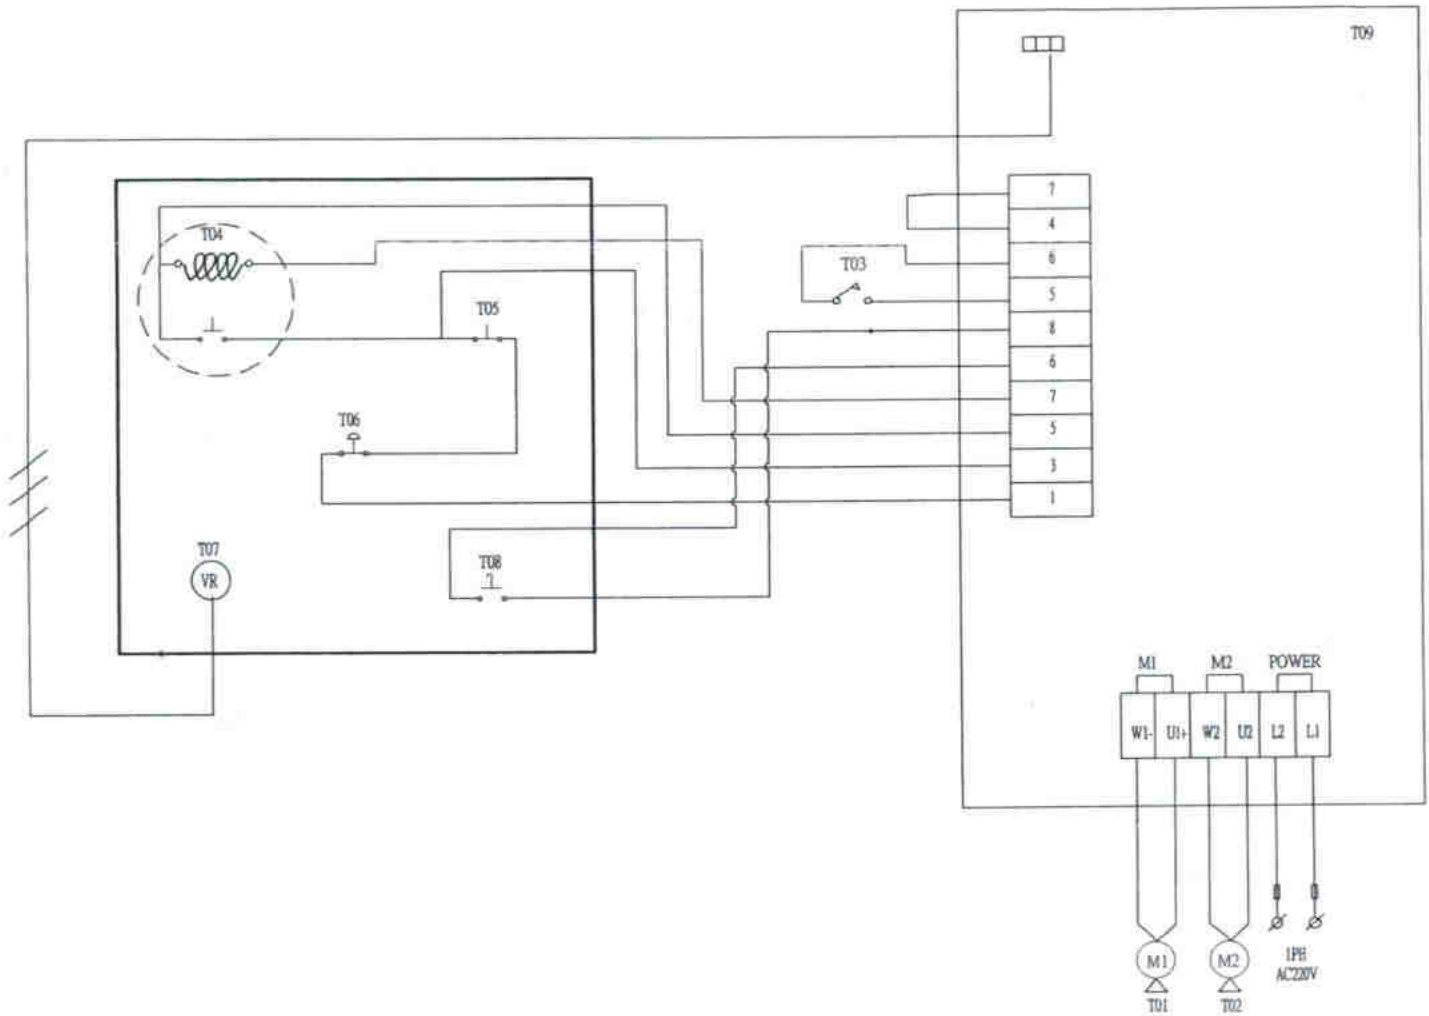 T09
7
4
6
5
8
6
7
5
3
1
T04
T03
T05
T06
T07
VR
T08
M1 M2 POWER
W1- U1+ W2 U2 L2 L1
M1 M2
T01 T02
1PH
AC220V